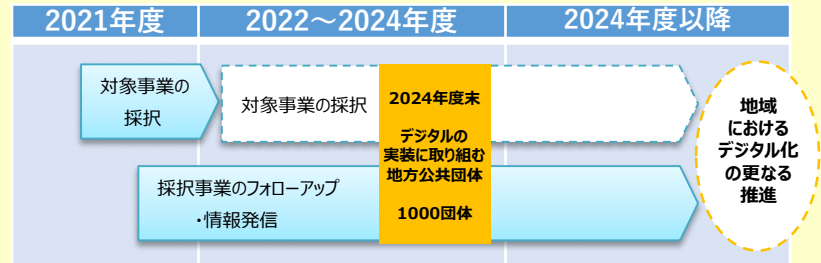 2021年度
2022～2024年度
2024年度以降
対象事業の
採択
対象事業の採択
2024年度末
デジタルの
実装に取り組む
地方公共団体
1000団体
採択事業のフォローアップ
・情報発信
地域
における
デジタル化
の更なる
推進